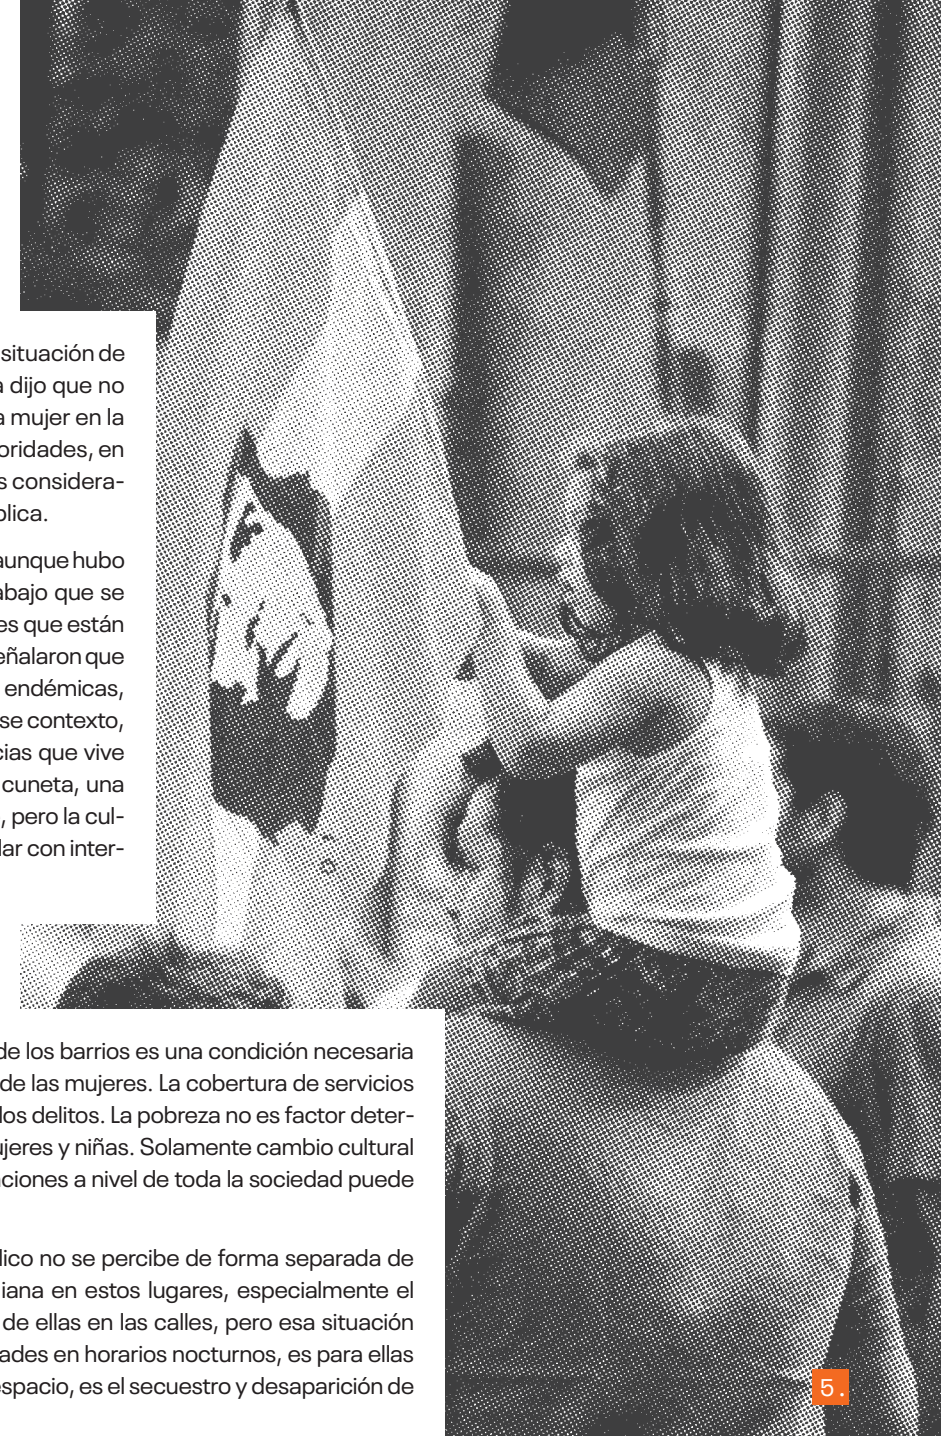 situación de
a dijo que no
a mujer en la
oridades, en
s considera-
olica.
aunque hubo
abajo que se
es que están
eñalaron que
endémicas,
se contexto,
cias que vive
cuneta, una
, pero la cul-
lar con inter-
de los barrios es una condición necesaria
de las mujeres. La cobertura de servicios
los delitos. La pobreza no es factor deter-
ujeres y niñas. Solamente cambio cultural
ciones a nivel de toda la sociedad puede
lico no se percibe de forma separada de
iana en estos lugares, especialmente el
de ellas en las calles, pero esa situación
ades en horarios nocturnos, es para ellas
espacio, es el secuestro y desaparición de
5.